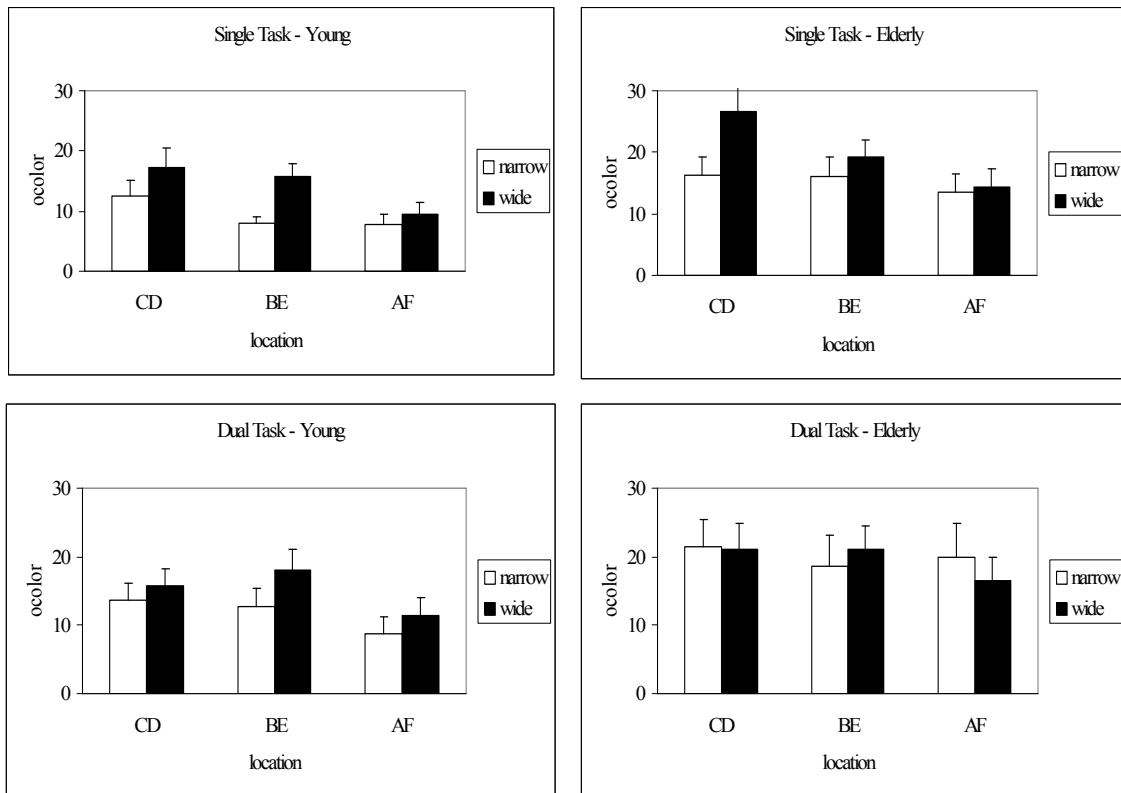 Single Task - Young
30
20
10
0
ocolor
CD BE AF
location
narrow
wide
Single Task - Elderly
30
20
10
0
ocolor
CD BE AF
location
narrow
wide
Dual Task - Young
30
20
10
0
ocolor
CD BE AF
location
narrow
wide
Dual Task - Elderly
30
20
10
0
ocolor
CD BE AF
location
narrow
wide